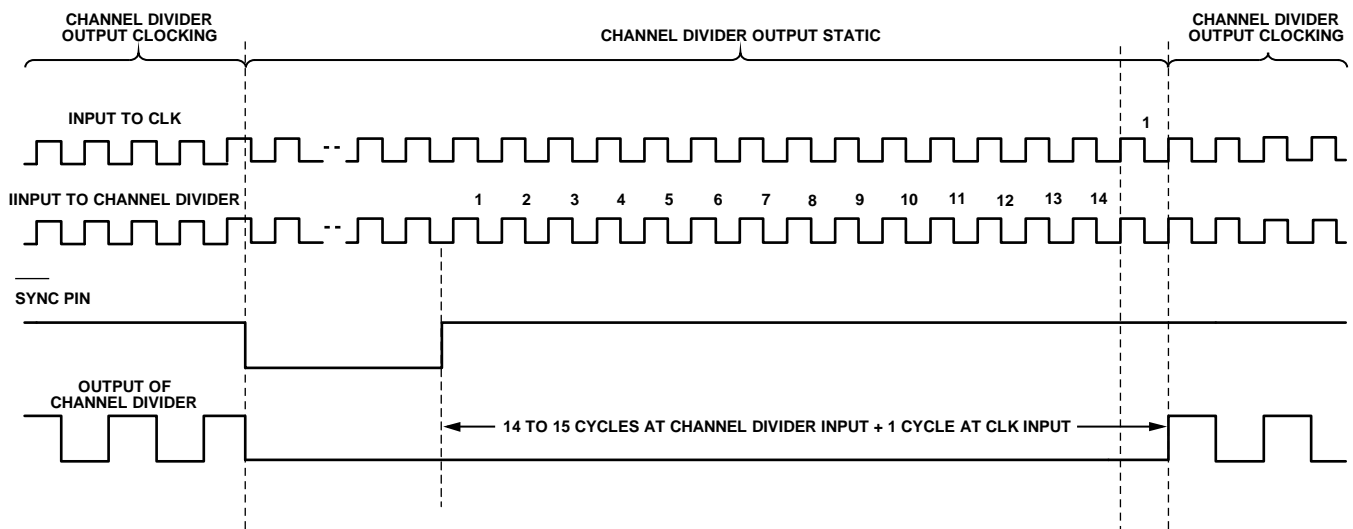 CHANNEL DIVIDER
OUTPUT CLOCKING
CHANNEL DIVIDER OUTPUT STATIC
CHANNEL DIVIDER
OUTPUT CLOCKING
INPUT TO CLK
1
IINPUT TO CHANNEL DIVIDER
1 2 3 4 5 6 7 8 9 10 11 12 13 14
SYNC PIN
OUTPUT OF
CHANNEL DIVIDER
14 TO 15 CYCLES AT CHANNEL DIVIDER INPUT + 1 CYCLE AT CLK INPUT